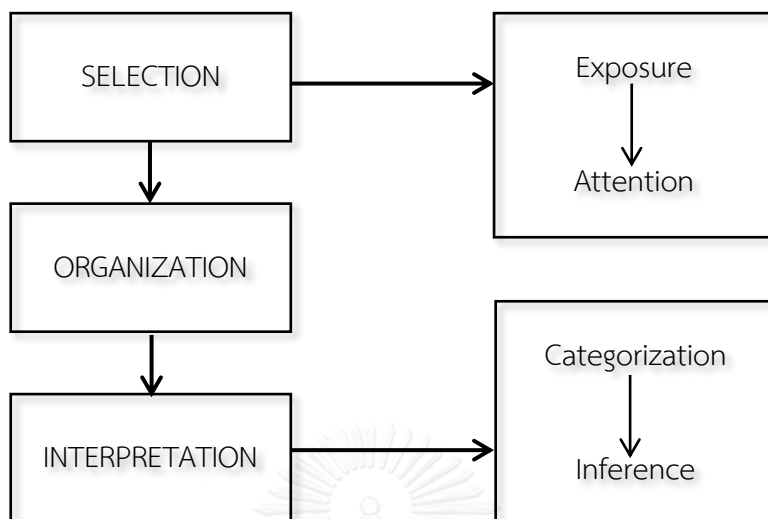 SELECTION
Exposure
Attention
ORGANIZATION
Categorization
INTERPRETATION
Inference